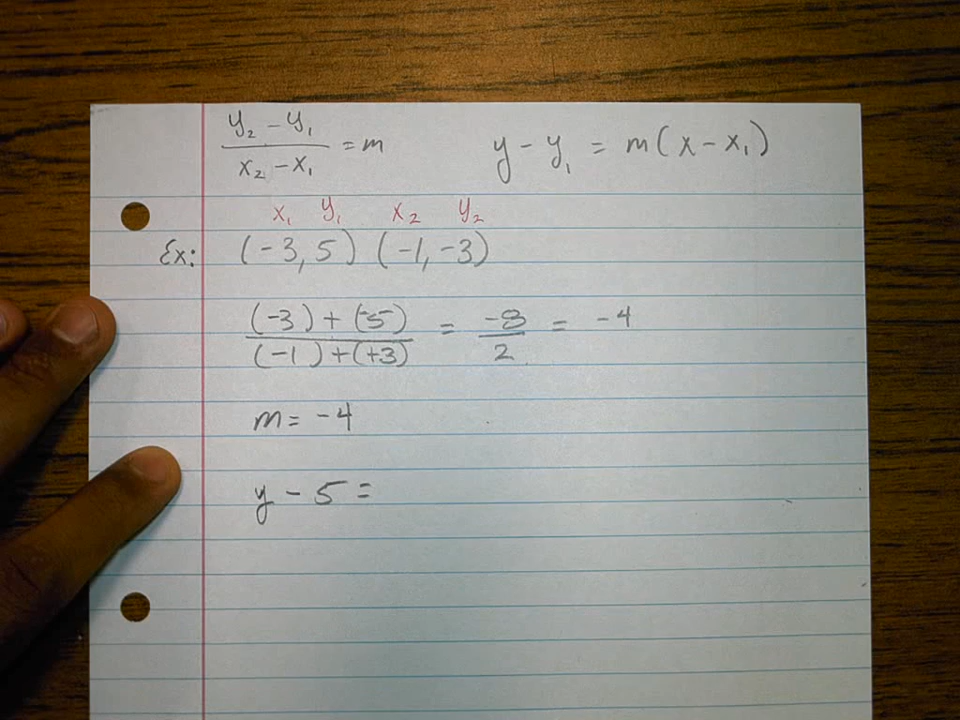 y₂ - y₁ / x₂ - x₁ = m    y - y₁ = m(x - x₁)
x₁ y₁ x₂ y₂
Ex: (-3, 5) (-1, -3)
(-3) + (-5) / (-1) + (+3) = -8 / 2 = -4
m = -4
y - 5 =